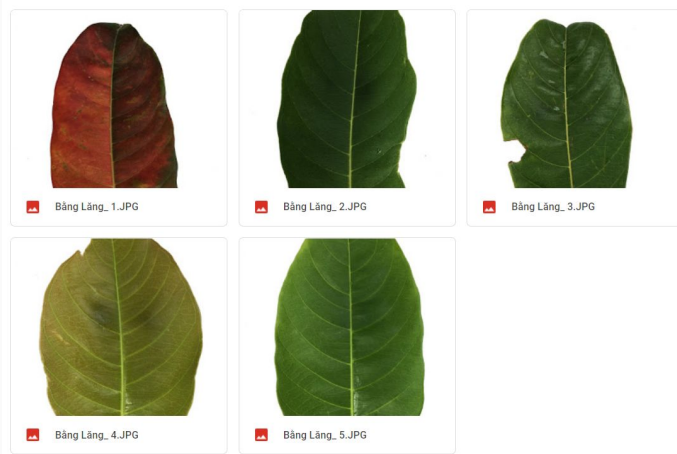 Bằng Lăng_ 1.JPG
Bằng Lăng_ 2.JPG
Bằng Lăng_ 3.JPG
Bằng Lăng_ 4.JPG
Bằng Lăng_ 5.JPG